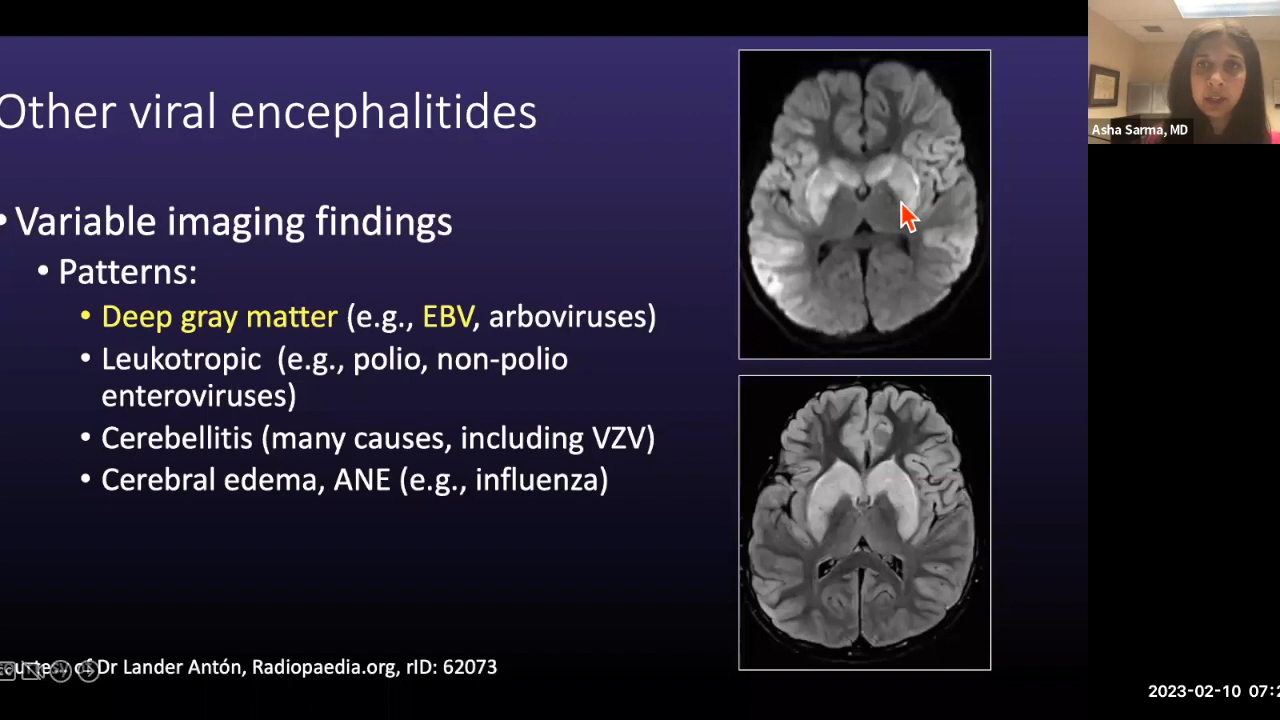 Other viral encephalitides
• Variable imaging findings
• Patterns:
• Deep gray matter (e.g., EBV, arboviruses)
• Leukotropic (e.g., polio, non-polio
enteroviruses)
• Cerebellitis (many causes, including VZV)
• Cerebral edema, ANE (e.g., influenza)
Dr Lander Antón, Radiopaedia.org, rID: 62073
Asha Sarma, MD
2023-02-10